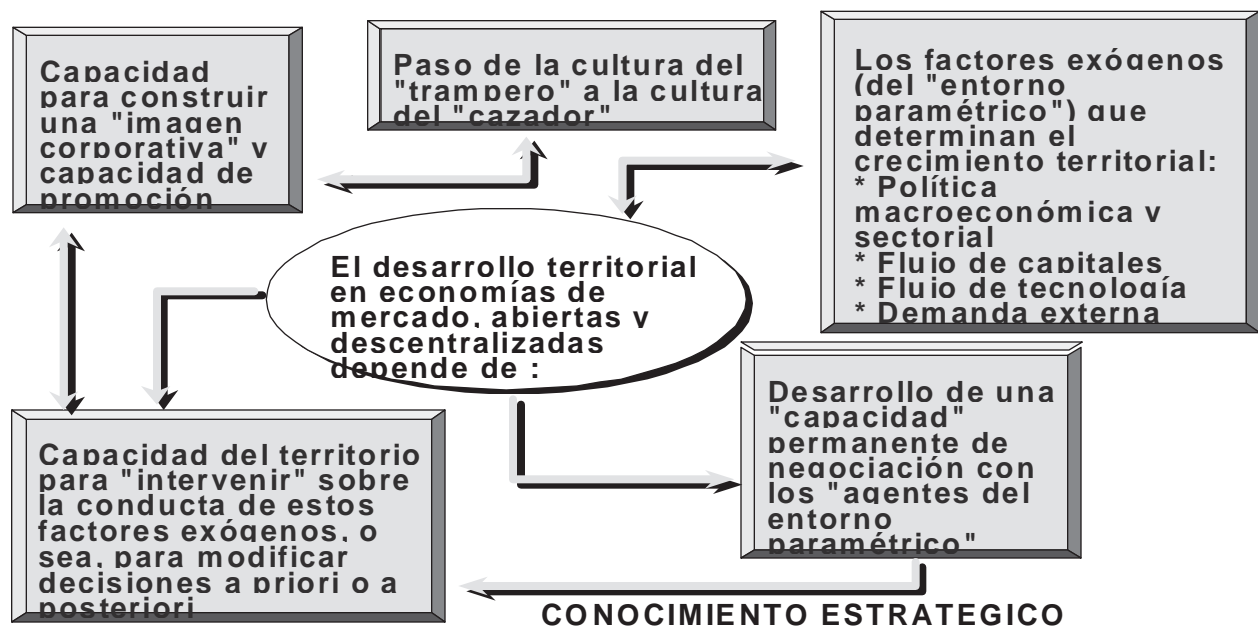 Capacidad
para construir
una "imagen
corporativa" y
capacidad de
promoción
Paso de la cultura del
"trampero" a la cultura
del "cazador"
Los factores exógenos
(del "entorno
paramétrico") que
determinan el
crecimiento territorial:
* Política
macroeconómica y
sectorial
* Flujo de capitales
* Flujo de tecnología
* Demanda externa
El desarrollo territorial
en economías de
mercado, abiertas y
descentralizadas
depende de :
Capacidad del territorio
para "intervenir" sobre
la conducta de estos
factores exógenos, o
sea, para modificar
decisiones a priori o a
posteriori
Desarrollo de una
"capacidad"
permanente de
negociación con
los "agentes del
entorno
paramétrico"
CONOCIMIENTO ESTRATEGICO